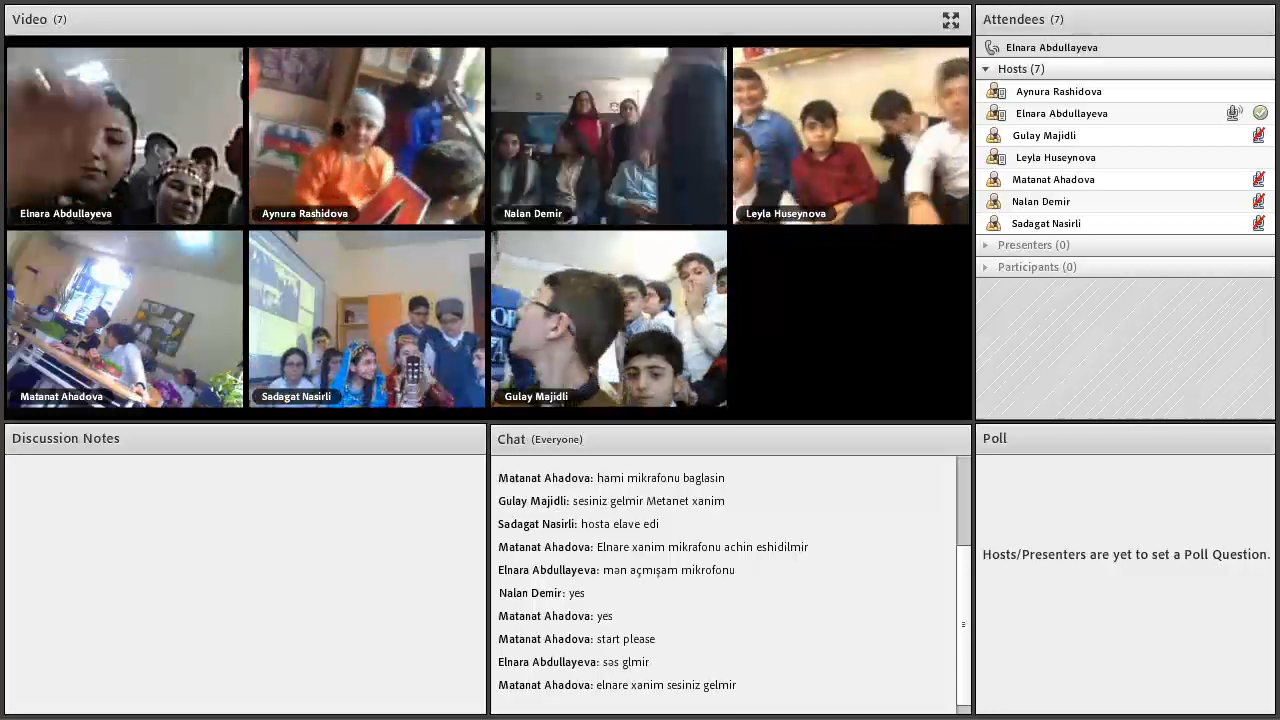 Video (7)
Elnara Abdullayeva
Aynura Rashidova
Nalan Demir
Leyla Huseynova
Matanat Ahadova
Sadagat Nasirli
Gulay Majidli
Attendees (7)
Elnara Abdullayeva
Hosts (7)
Aynura Rashidova
Elnara Abdullayeva
Gulay Majidli
Leyla Huseynova
Matanat Ahadova
Nalan Demir
Sadagat Nasirli
Presenters (0)
Participants (0)
Discussion Notes
Chat (Everyone)
Matanat Ahadova: hami mikrafonu baglasin
Gulay Majidli: sesiniz gelmir Metanet xanim
Sadagat Nasirli: hosta elave edi
Matanat Ahadova: Elnare xanim mikrafonu achin eshidilmir
Elnara Abdullayeva: mən açmışam mikrofonu
Nalan Demir: yes
Matanat Ahadova: yes
Matanat Ahadova: start please
Elnara Abdullayeva: səs glmir
Matanat Ahadova: elnare xanim sesiniz gelmir
Poll
Hosts/Presenters are yet to set a Poll Question.